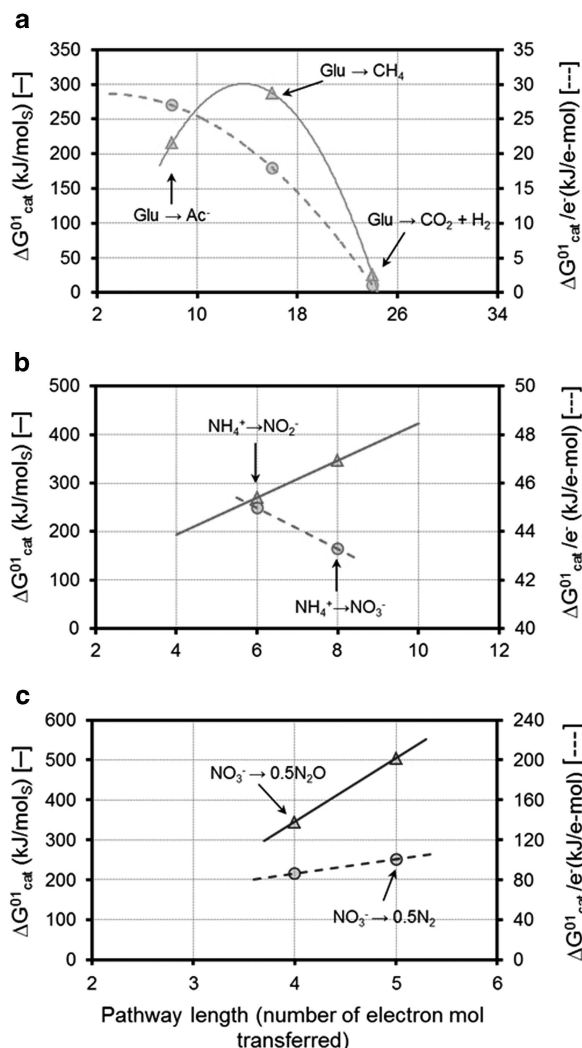 a
350
300
250
200
150
100
50
0
ΔG⁰¹cat (kJ/molS) [—]
35
30
25
20
15
10
5
0
ΔG⁰¹cat /e⁻(kJ/e-mol) [---]
Glu → CH₄
Glu → Ac⁻
Glu → CO₂ + H₂
2 10 18 26 34
b
500
400
300
200
100
0
ΔG⁰¹cat (kJ/molS) [—]
50
48
46
44
42
40
ΔG⁰¹cat /e⁻ (kJ/e-mol) [---]
NH₄⁺→NO₂⁻
NH₄⁺→NO₃⁻
2 4 6 8 10 12
c
600
500
400
300
200
100
0
ΔG⁰¹cat (kJ/molS) [—]
240
200
160
120
80
40
0
ΔG⁰¹cat /e⁻(kJ/e-mol) [---]
NO₃⁻ → 0.5N₂O
NO₃⁻ → 0.5N₂
2 3 4 5 6
Pathway length (number of electron mol
transferred)